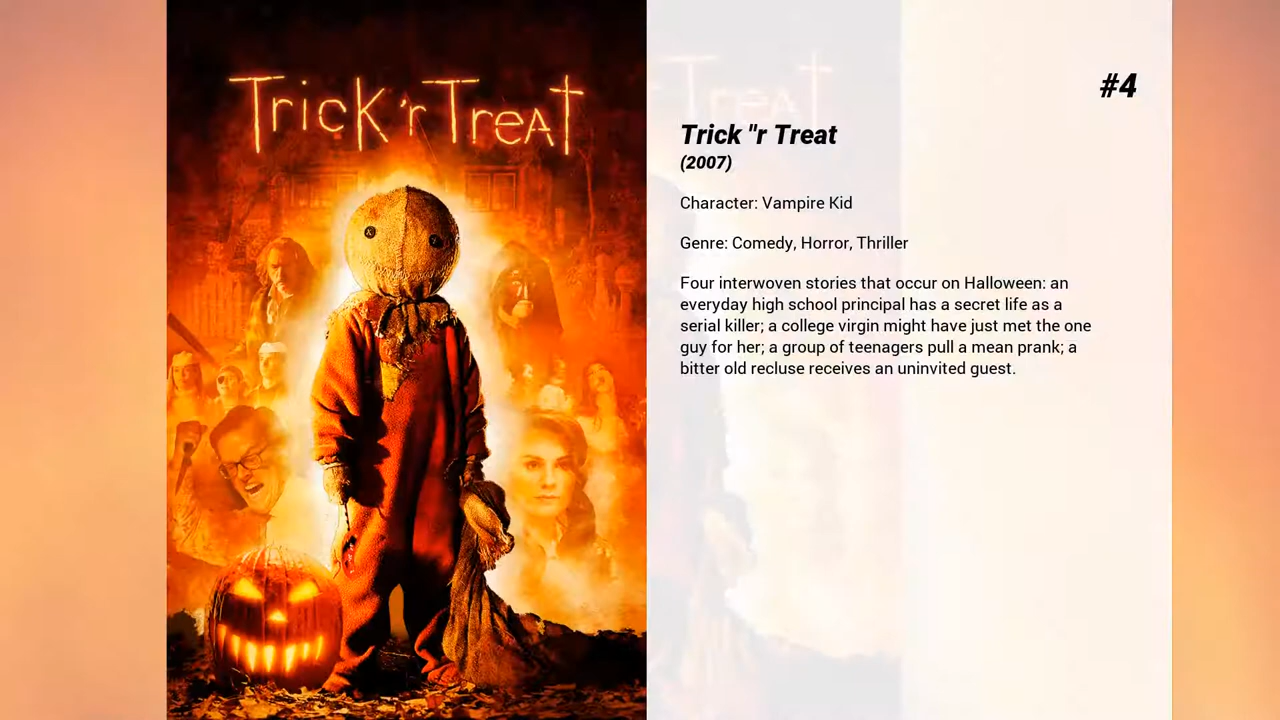 Trick 'r Treat
#4
Trick "r Treat
(2007)
Character: Vampire Kid
Genre: Comedy, Horror, Thriller
Four interwoven stories that occur on Halloween: an
everyday high school principal has a secret life as a
serial killer; a college virgin might have just met the one
guy for her; a group of teenagers pull a mean prank; a
bitter old recluse receives an uninvited guest.